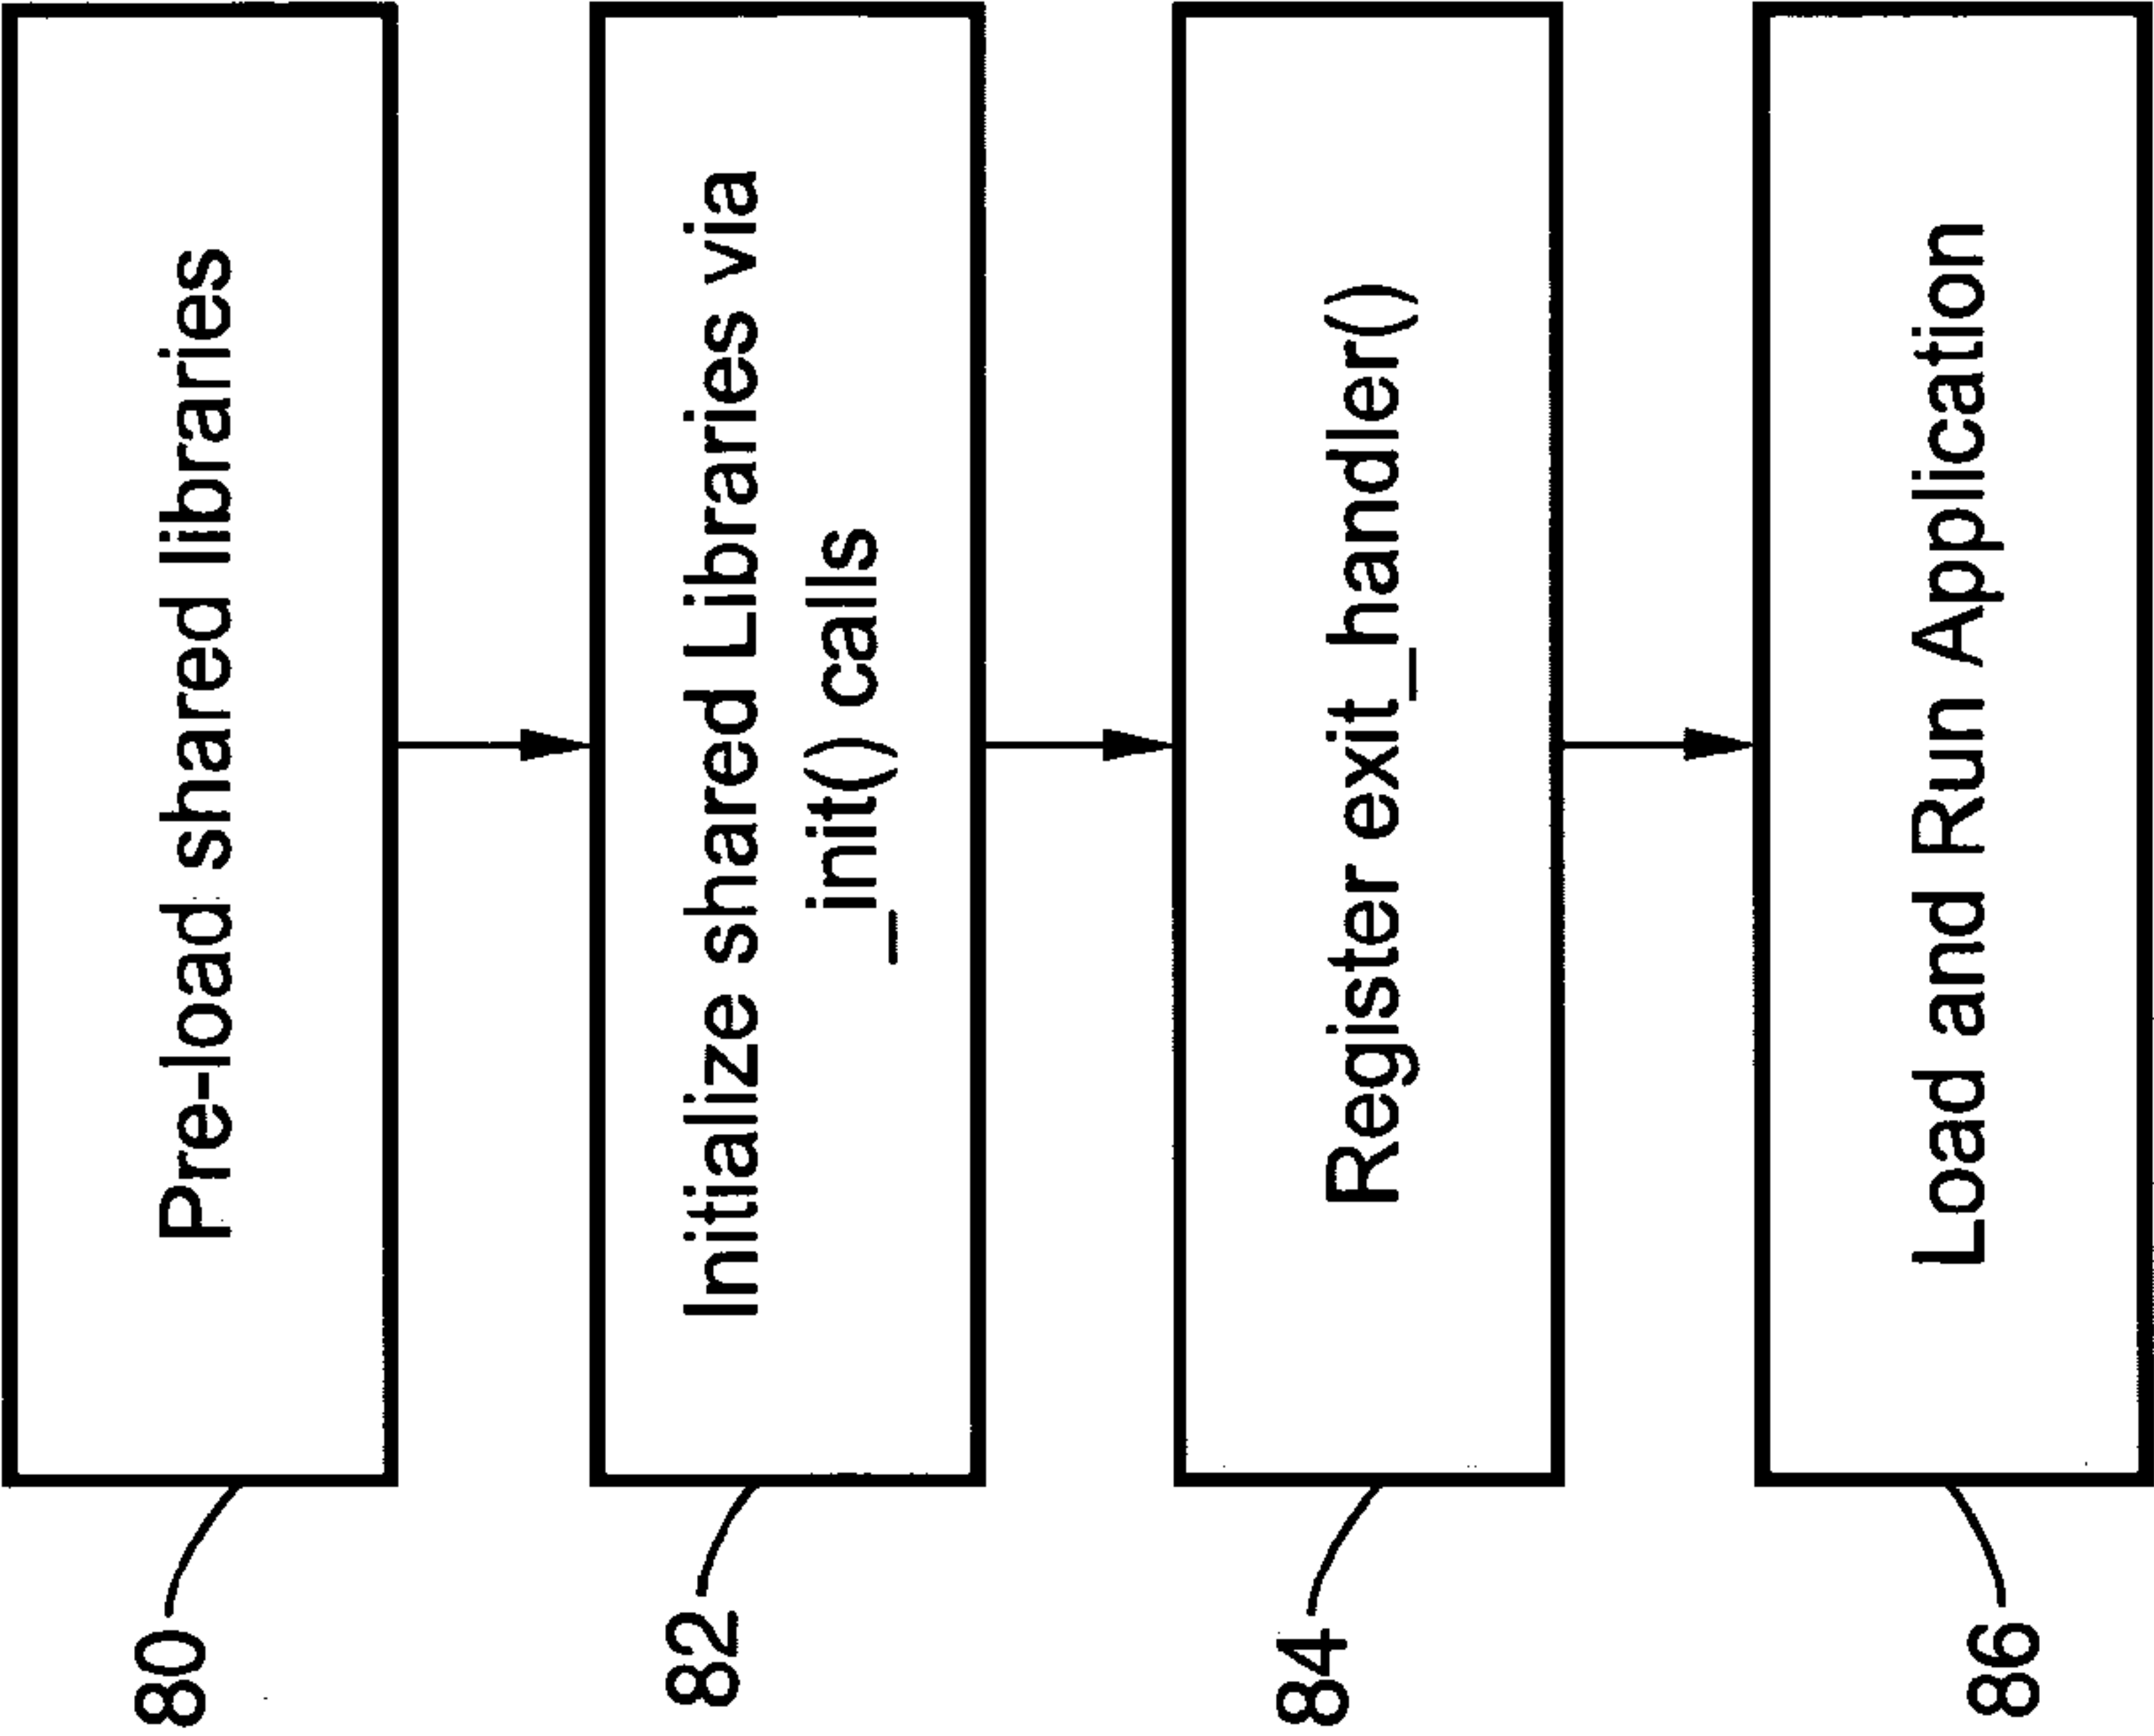 80
Pre-load shared libraries
82
Initialize shared Libraries via
_init() calls
84
Register exit_handler()
86
Load and Run Application